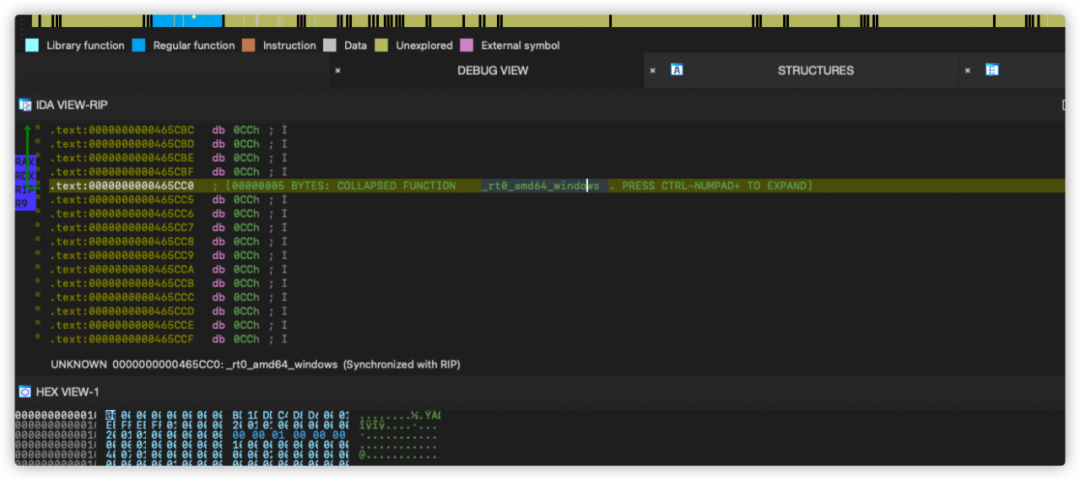 Library function Regular function Instruction Data Unexplored External symbol
× DEBUG VIEW × A STRUCTURES ×
IDA VIEW-RIP
.text:0000000000465CBC db 0CCh ; I
.text:0000000000465CBD db 0CCh ; I
.text:0000000000465CBE db 0CCh ; I
.text:0000000000465CBF db 0CCh ; I
.text:0000000000465CC0 ; [00000005 BYTES: COLLAPSED FUNCTION _rt0_amd64_windows . PRESS CTRL-NUMPAD+ TO EXPAND]
.text:0000000000465CC5 db 0CCh ; I
.text:0000000000465CC6 db 0CCh ; I
.text:0000000000465CC7 db 0CCh ; I
.text:0000000000465CC8 db 0CCh ; I
.text:0000000000465CC9 db 0CCh ; I
.text:0000000000465CCA db 0CCh ; I
.text:0000000000465CCB db 0CCh ; I
.text:0000000000465CCC db 0CCh ; I
.text:0000000000465CCD db 0CCh ; I
.text:0000000000465CCE db 0CCh ; I
.text:0000000000465CCF db 0CCh ; I
R9
UNKNOWN 0000000000465CC0: _rt0_amd64_windows (Synchronized with RIP)
HEX VIEW-1